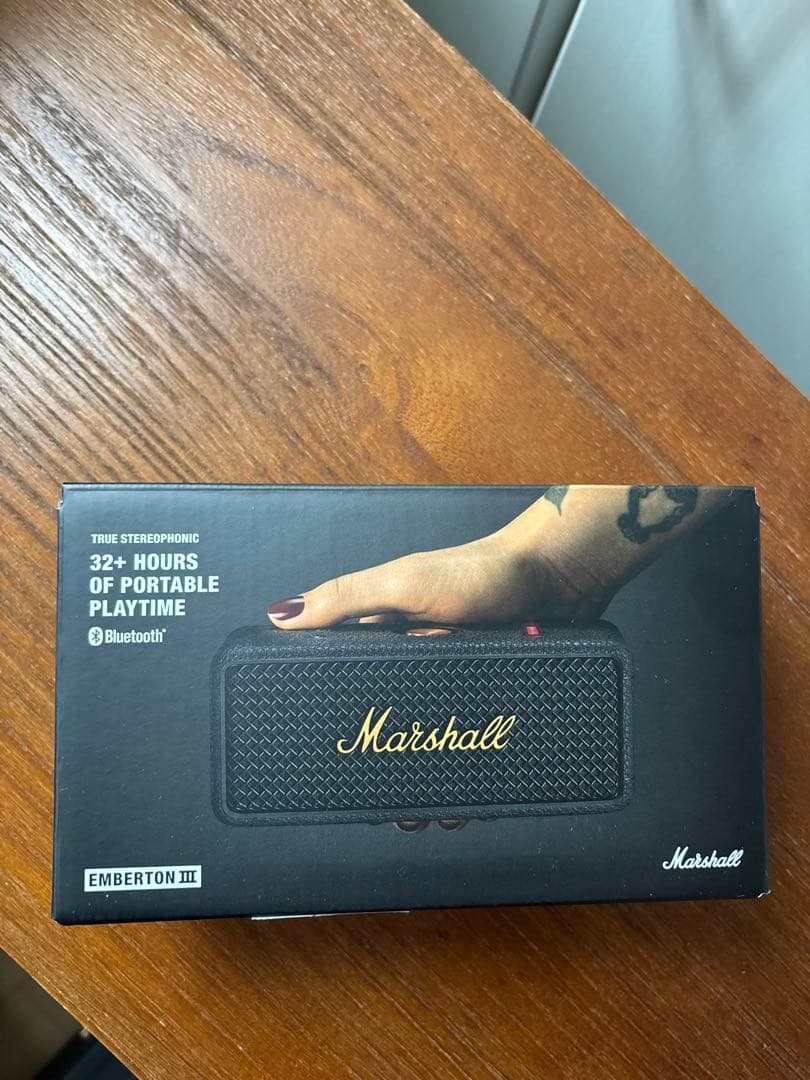 TRUE STEREOPHONIC
32+ HOURS
OF PORTABLE
PLAYTIME
Bluetooth®
Marshall
EMBERTON III
Marshall